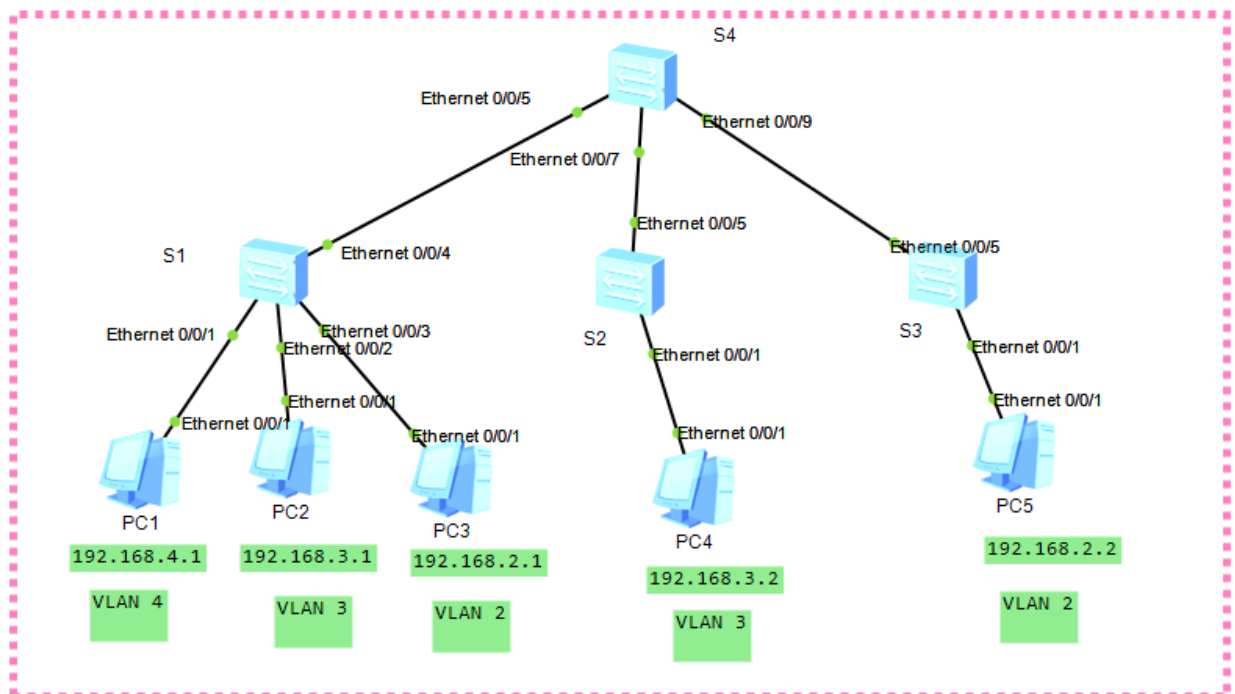 S4
Ethernet 0/0/5
Ethernet 0/0/9
Ethernet 0/0/7
Ethernet 0/0/5
S1
Ethernet 0/0/4
Ethernet 0/0/5
Ethernet 0/0/1
Ethernet 0/0/3
S2
S3
Ethernet 0/0/2
Ethernet 0/0/1
Ethernet 0/0/1
Ethernet 0/0/1
Ethernet 0/0/1
Ethernet 0/0/1
Ethernet 0/0/1
Ethernet 0/0/1
PC1
PC2
PC3
PC4
PC5
192.168.4.1
192.168.3.1
192.168.2.1
192.168.3.2
192.168.2.2
VLAN 4
VLAN 3
VLAN 2
VLAN 3
VLAN 2